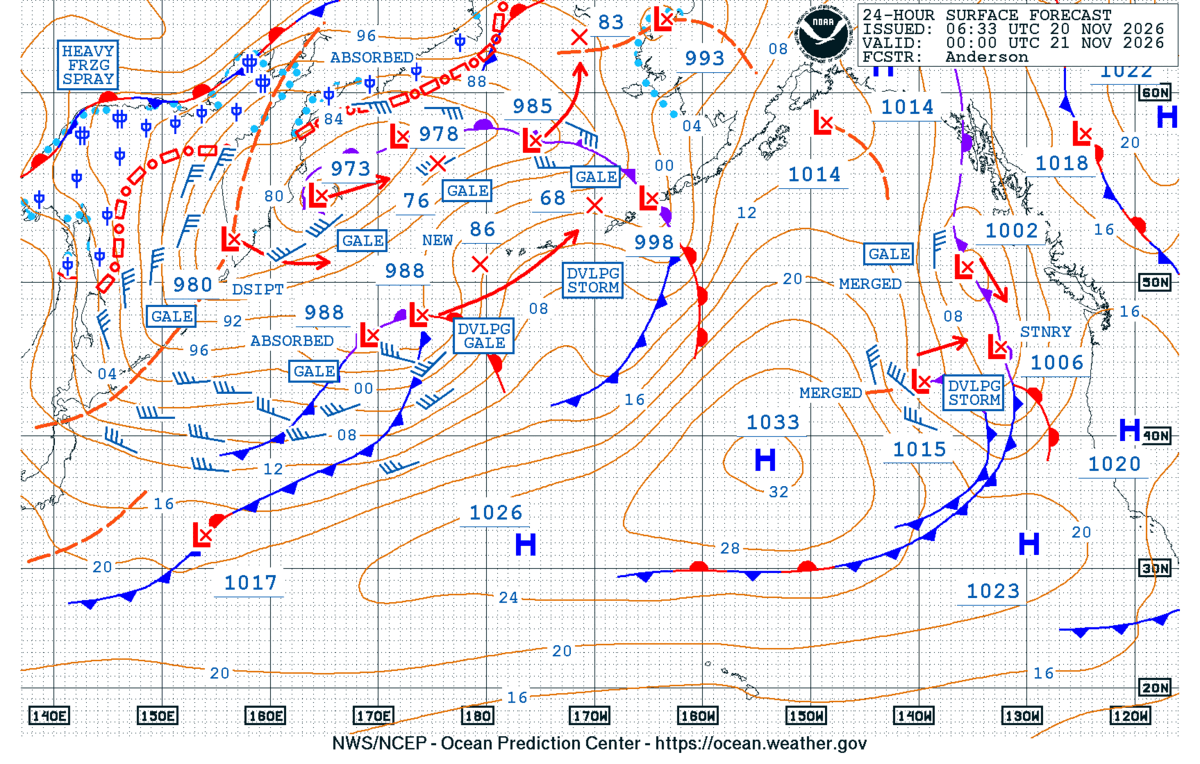 24-HOUR SURFACE FORECAST
ISSUED: 06:33 UTC 20 NOV 2026
VALID: 00:00 UTC 21 NOV 2026
FCSTR: Anderson
NOAA
83
96
ABSORBED
HEAVY
FRZG
SPRAY
993
08
H
1022
60N
88
985
1014
H
84
978
04
20
L
973
GALE
GALE
00
1014
1018
80
76
68
12
16
GALE
NEW
86
998
1002
GALE
50N
980
DSIPT
988
DVLPG
STORM
20
MERGED
GALE
92
988
08
08
16
ABSORBED
DVLPG
GALE
STNRY
96
1006
04
GALE
00
16
MERGED
DVLPG
STORM
1033
08
H
40N
H
1015
1020
12
32
16
1026
H
28
H
20
20
30N
1017
24
1023
20
20
16
16
20N
140E
150E
160E
170E
180
170W
160W
150W
140W
130W
120W
NWS/NCEP - Ocean Prediction Center - https://ocean.weather.gov